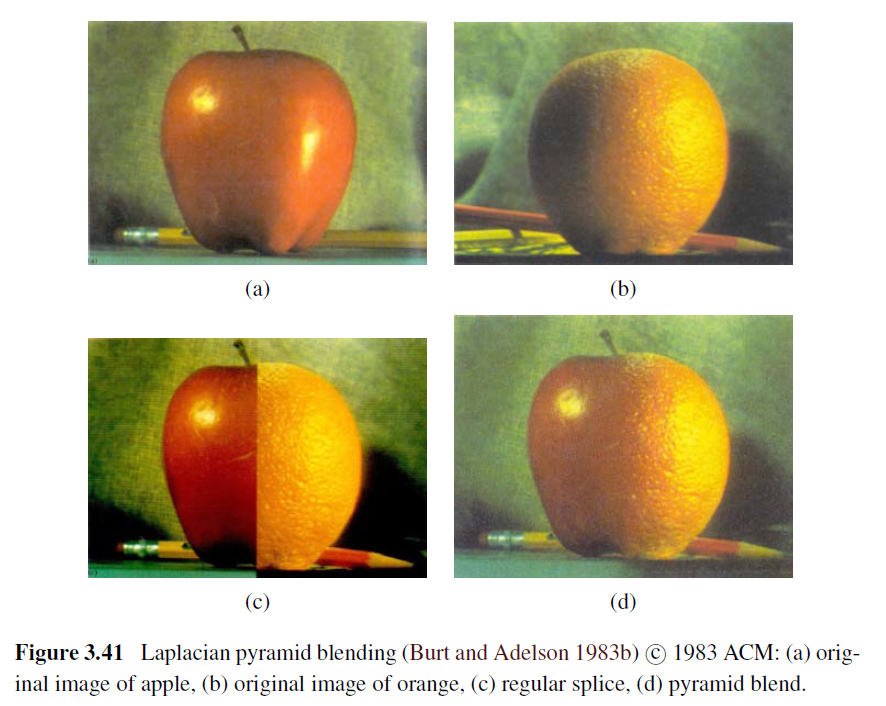 (a)
(b)
(c)
(d)
Figure 3.41 Laplacian pyramid blending (Burt and Adelson 1983b) © 1983 ACM: (a) orig-
inal image of apple, (b) original image of orange, (c) regular splice, (d) pyramid blend.